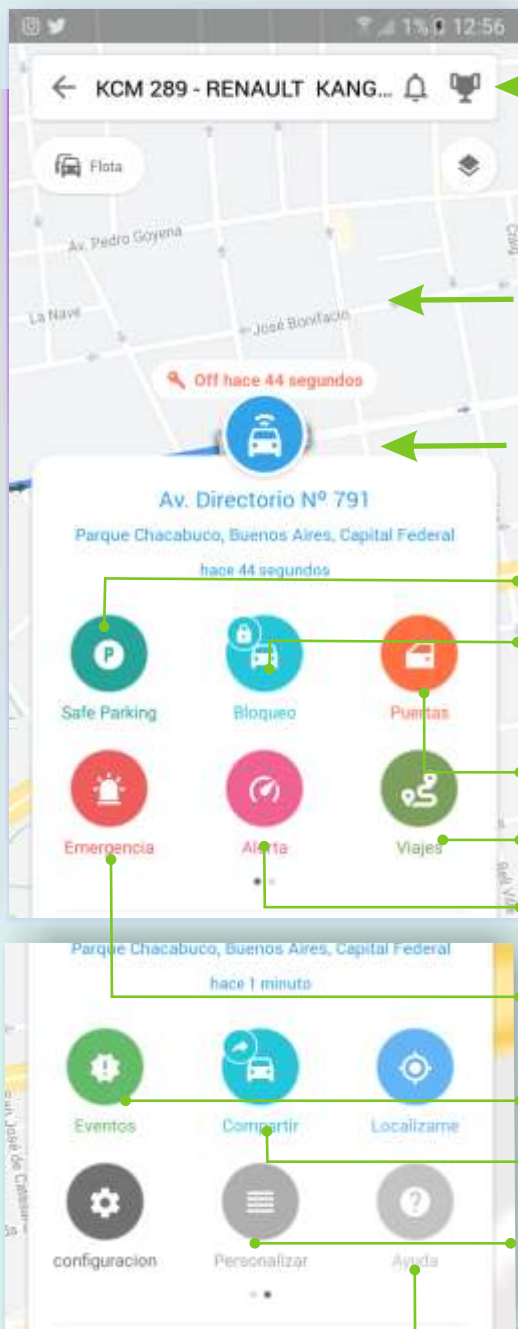 1% 12:56
KCM 289 - RENAULT KANG...
Flota
Av. Pedro Goyena
La Nave
José Bonifacio
Off hace 44 segundos
Av. Directorio Nº 791
Parque Chacabuco, Buenos Aires, Capital Federal
hace 44 segundos
P
Safe Parking
Bloqueo
Puertas
Emergencia
Alerta
Viajes
Parque Chacabuco, Buenos Aires, Capital Federal
hace 1 minuto
Eventos
Compartir
Localizarme
configuracion
Personalizar
Ayuda